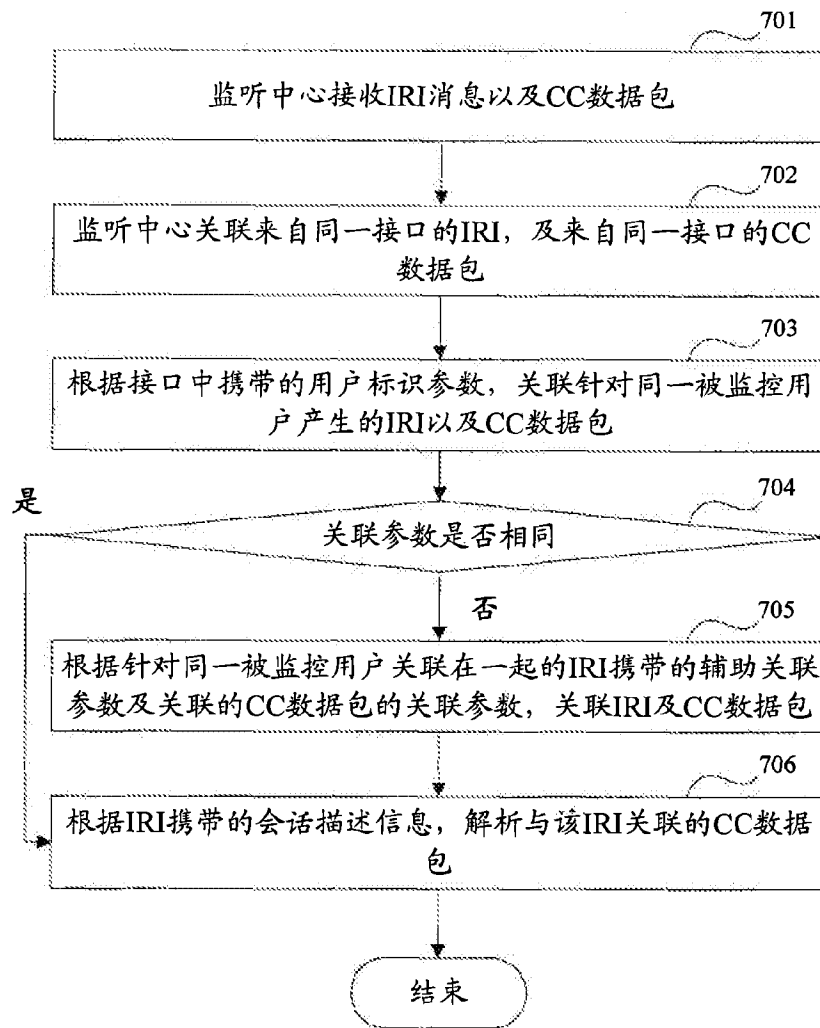 701
监听中心接收IRI消息以及CC数据包
702
监听中心关联来自同一接口的IRI，及来自同一接口的CC
数据包
703
根据接口中携带的用户标识参数，关联针对同一被监控用
户产生的IRI以及CC数据包
704
是
关联参数是否相同
否
705
根据针对同一被监控用户关联在一起的IRI携带的辅助关联
参数及关联的CC数据包的关联参数，关联IRI及CC数据包
706
根据IRI携带的会话描述信息，解析与该IRI关联的CC数据
包
结束